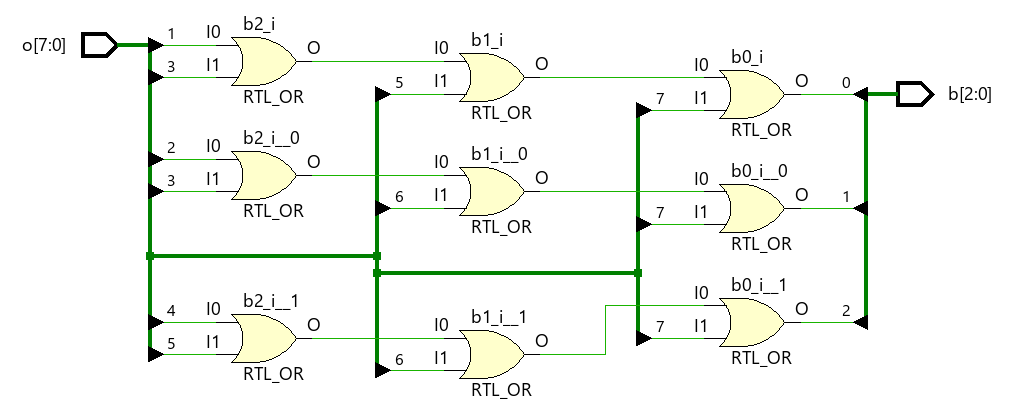 b2_i
o[7:0]
1
I0
O
3
I1
RTL_OR
b1_i
I0
O
5
I1
RTL_OR
b0_i
I0
O
0
b[2:0]
7
I1
RTL_OR
b2_i__0
2
I0
O
3
I1
RTL_OR
b1_i__0
I0
O
6
I1
RTL_OR
b0_i__0
I0
O
1
7
I1
RTL_OR
b2_i__1
4
I0
O
5
I1
RTL_OR
b1_i__1
I0
O
6
I1
RTL_OR
b0_i__1
I0
O
2
7
I1
RTL_OR